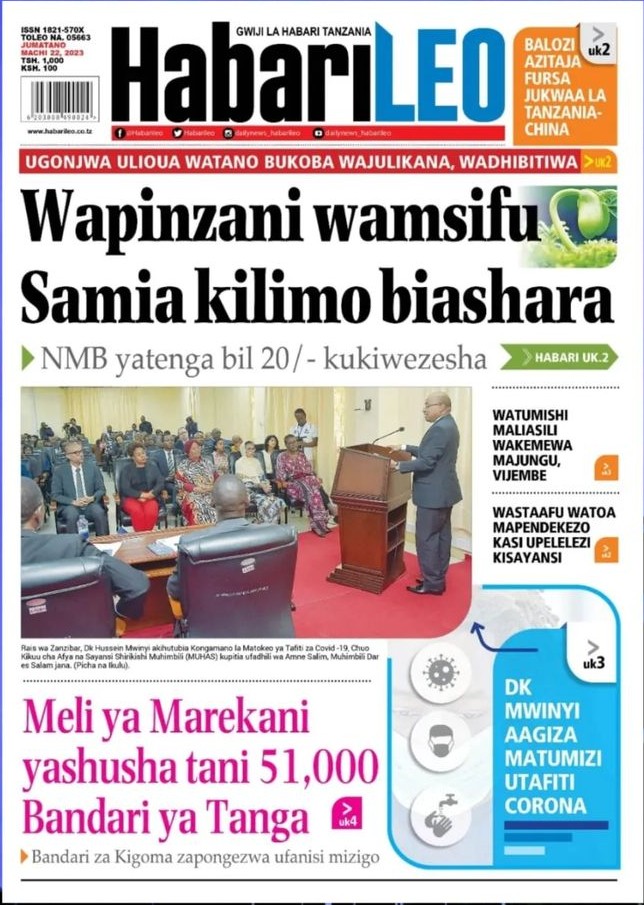 ISSN 1821-570X
TOLEO NA. 05663
JUMATANO
MACHI 22, 2023
TSH. 1,000
KSH. 100
www.habarileo.co.tz
GWIJI LA HABARI TANZANIA
HabariLEO
@Habarileo
Habarileo
dailynews_habarileo
dailynews_habarileo
BALOZI
AZITAJA
FURSA
JUKWAA LA
TANZANIA-
CHINA
uk2
UGONJWA ULIOUA WATANO BUKOBA WAJULIKANA, WADHIBITIWA
uk2
Wapinzani wamsifu
Samia kilimo biashara
NMB yatenga bil 20/- kukiwezesha
HABARI UK.2
WATUMISHI
MALIASILI
WAKEMEWA
MAJUNGU,
VIJEMBE
WASTAAFU WATOA
MAPENDEKEZO
KASI UPELELEZI
KISAYANSI
uk2
Rais wa Zanzibar, Dk Hussein Mwinyi akihutubia Kongamano la Matokeo ya Tafiti za Covid -19, Chuo
Kikuu cha Afya na Sayansi Shirikishi Muhimbili (MUHAS) kupitia ufadhili wa Amne Salim, Muhimbili Dar
es Salam jana. (Picha na Ikulu).
Meli ya Marekani
yashusha tani 51,000
Bandari ya Tanga
uk4
Bandari za Kigoma zapongezwa ufanisi mizigo
uk3
DK
MWINYI
AAGIZA
MATUMIZI
UTAFITI
CORONA